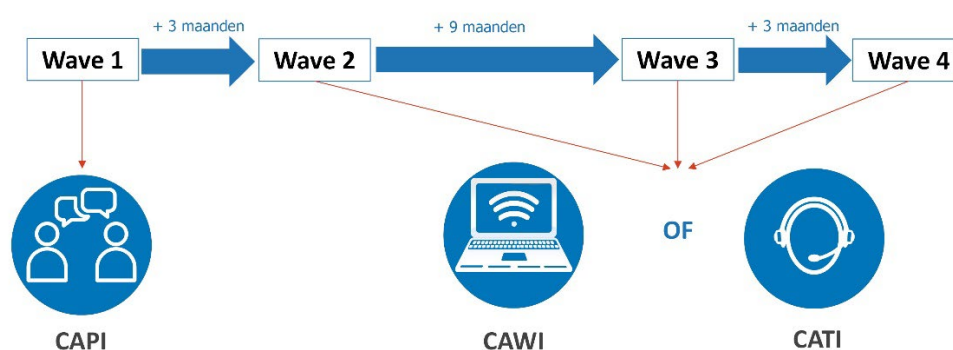 + 3 maanden
+ 9 maanden
+ 3 maanden
Wave 1
Wave 2
Wave 3
Wave 4
OF
CAPI
CAWI
CATI